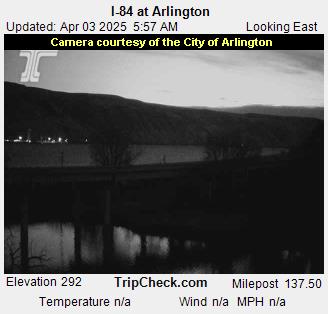 I-84 at Arlington
Updated: Apr 03 2025 5:57 AM Looking East
Camera courtesy of the City of Arlington
Elevation 292 TripCheck.com Milepost 137.50
Temperature n/a Wind n/a MPH n/a